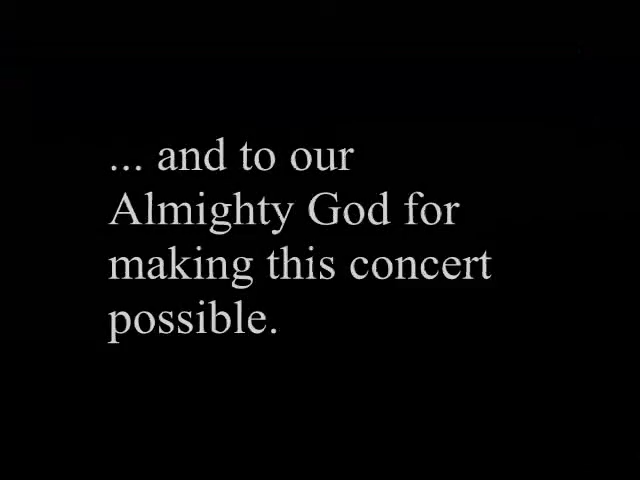 ... and to our
Almighty God for
making this concert
possible.